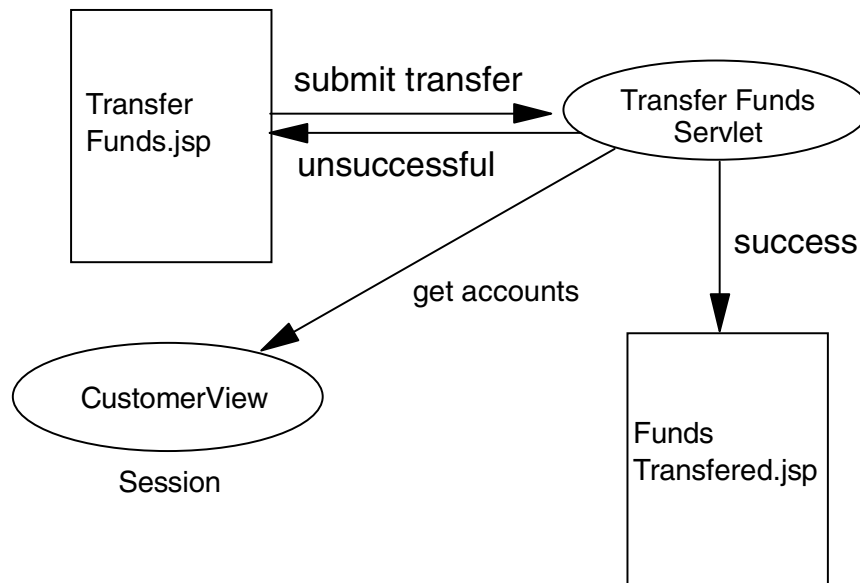 Transfer
Funds.jsp
submit transfer
unsuccessful
Transfer Funds
Servlet
success
get accounts
CustomerView
Session
Funds
Transfered.jsp